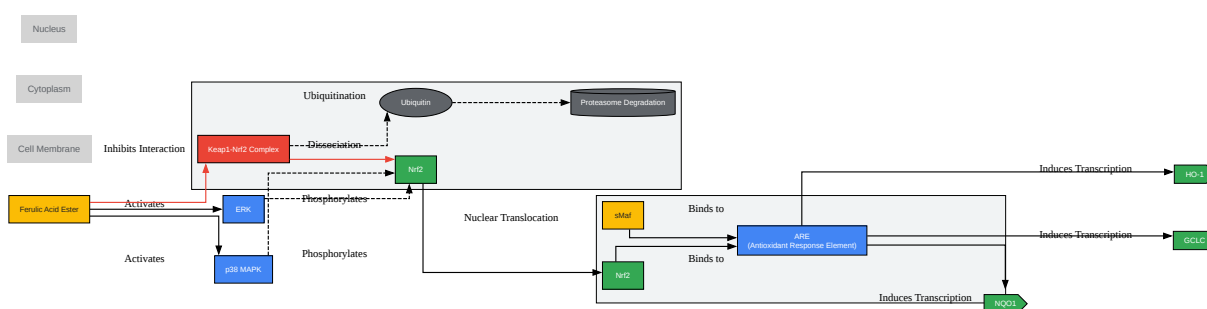 Nucleus
Cytoplasm
Cell Membrane
Ubiquitination
Ubiquitin
Proteasome Degradation
Inhibits Interaction
Keap1-Nrf2 Complex
Dissociation
Nrf2
Ferulic Acid Ester
Activates
ERK
Phosphorylates
Activates
p38 MAPK
Phosphorylates
Nuclear Translocation
sMaf
Binds to
ARE
(Antioxidant Response Element)
Binds to
Nrf2
Induces Transcription
HO-1
Induces Transcription
GCLC
Induces Transcription
NQO1